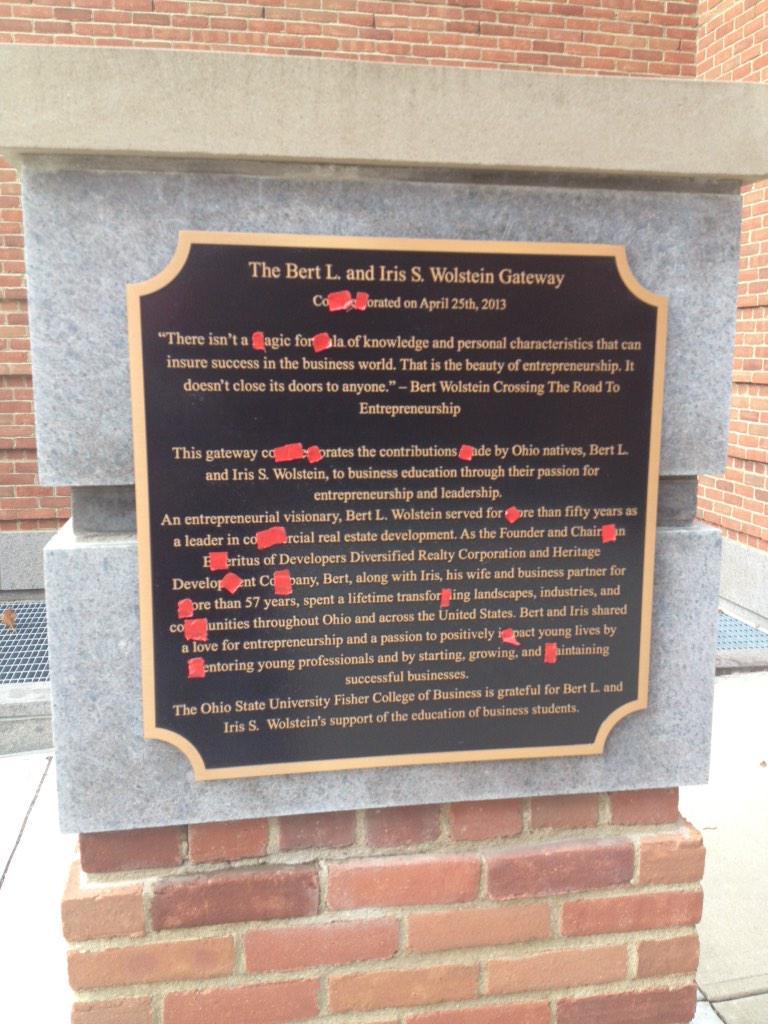 The Bert L. and Iris S. Wolstein Gateway
Co orated on April 25th, 2013
“There isn't a agic for la of knowledge and personal characteristics that can
insure success in the business world. That is the beauty of entrepreneurship. It
doesn't close its doors to anyone.” – Bert Wolstein Crossing The Road To
Entrepreneurship
This gateway co e orates the contributions ade by Ohio natives, Bert L.
and Iris S. Wolstein, to business education through their passion for
entrepreneurship and leadership.
An entrepreneurial visionary, Bert L. Wolstein served for ore than fifty years as
a leader in co rcial real estate development. As the Founder and Chair n
E eritus of Developers Diversified Realty Corporation and Heritage
Develop ent Co pany, Bert, along with Iris, his wife and business partner for
ore than 57 years, spent a lifetime transfor ing landscapes, industries, and
co unities throughout Ohio and across the United States. Bert and Iris shared
a love for entrepreneurship and a passion to positively i pact young lives by
entoring young professionals and by starting, growing, and aintaining
successful businesses.
The Ohio State University Fisher College of Business is grateful for Bert L. and
Iris S. Wolstein's support of the education of business students.